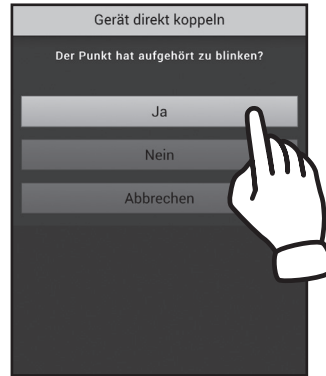 Gerät direkt koppeln
Der Punkt hat aufgehört zu blinken?
Ja
Nein
Abbrechen